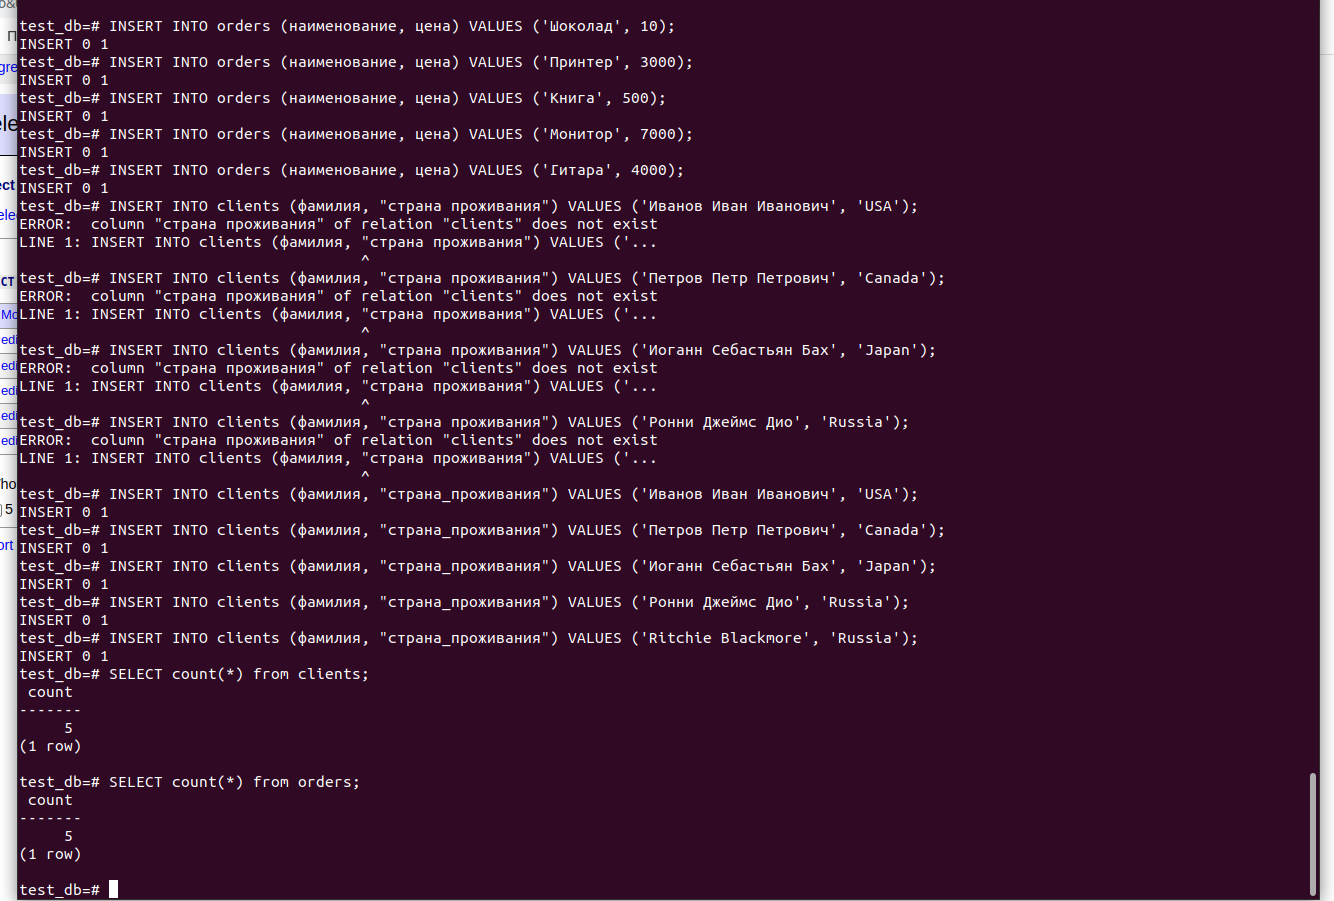 test_db=# INSERT INTO orders (наименование, цена) VALUES ('Шоколад', 10);
INSERT 0 1
test_db=# INSERT INTO orders (наименование, цена) VALUES ('Принтер', 3000);
INSERT 0 1
test_db=# INSERT INTO orders (наименование, цена) VALUES ('Книга', 500);
INSERT 0 1
test_db=# INSERT INTO orders (наименование, цена) VALUES ('Монитор', 7000);
INSERT 0 1
test_db=# INSERT INTO orders (наименование, цена) VALUES ('Гитара', 4000);
INSERT 0 1
test_db=# INSERT INTO clients (фамилия, "страна проживания") VALUES ('Иванов Иван Иванович', 'USA');
ERROR:  column "страна проживания" of relation "clients" does not exist
LINE 1: INSERT INTO clients (фамилия, "страна проживания") VALUES ('...
^
test_db=# INSERT INTO clients (фамилия, "страна проживания") VALUES ('Петров Петр Петрович', 'Canada');
ERROR:  column "страна проживания" of relation "clients" does not exist
LINE 1: INSERT INTO clients (фамилия, "страна проживания") VALUES ('...
^
test_db=# INSERT INTO clients (фамилия, "страна проживания") VALUES ('Иоганн Себастьян Бах', 'Japan');
ERROR:  column "страна проживания" of relation "clients" does not exist
LINE 1: INSERT INTO clients (фамилия, "страна проживания") VALUES ('...
^
test_db=# INSERT INTO clients (фамилия, "страна проживания") VALUES ('Ронни Джеймс Дио', 'Russia');
ERROR:  column "страна проживания" of relation "clients" does not exist
LINE 1: INSERT INTO clients (фамилия, "страна проживания") VALUES ('...
^
test_db=# INSERT INTO clients (фамилия, "страна_проживания") VALUES ('Иванов Иван Иванович', 'USA');
INSERT 0 1
test_db=# INSERT INTO clients (фамилия, "страна_проживания") VALUES ('Петров Петр Петрович', 'Canada');
INSERT 0 1
test_db=# INSERT INTO clients (фамилия, "страна_проживания") VALUES ('Иоганн Себастьян Бах', 'Japan');
INSERT 0 1
test_db=# INSERT INTO clients (фамилия, "страна_проживания") VALUES ('Ронни Джеймс Дио', 'Russia');
INSERT 0 1
test_db=# INSERT INTO clients (фамилия, "страна_проживания") VALUES ('Ritchie Blackmore', 'Russia');
INSERT 0 1
test_db=# SELECT count(*) from clients;
count
-------
5
(1 row)
test_db=# SELECT count(*) from orders;
count
-------
5
(1 row)
test_db=#